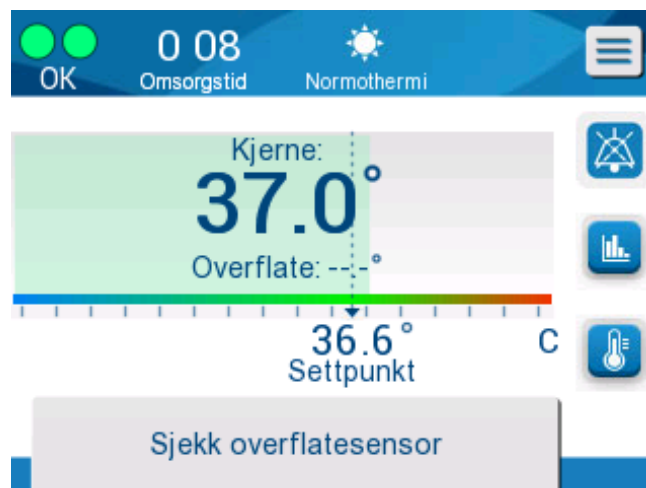 0 08
OK
Omsorgstid
Normothermi
Kjerne:
37.0°
Overflate: --.-°
36.6° C
Settpunkt
Sjekk overflatesensor